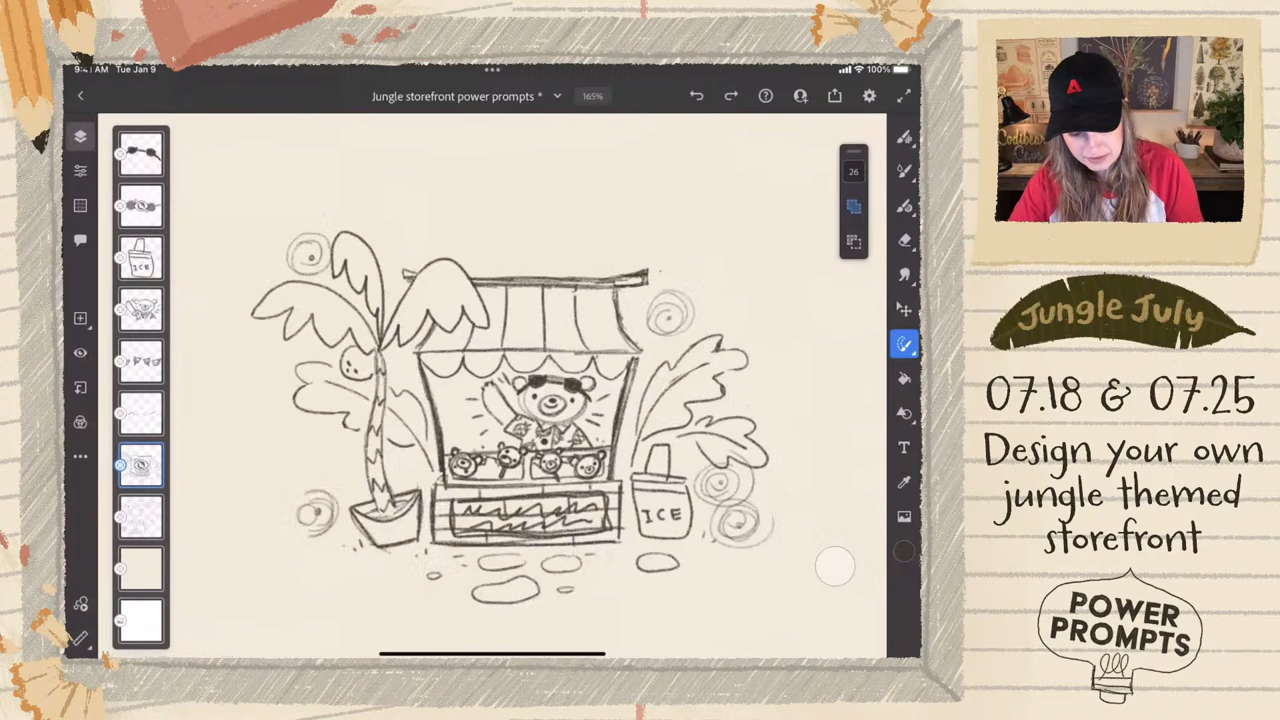 9:41 AM Tue Jan 9
100%
Jungle storefront power prompts *
165%
26
ICE
ICE
T
Jungle July
07.18 & 07.25
Design your own
jungle themed
storefront
POWER
PROMPTS